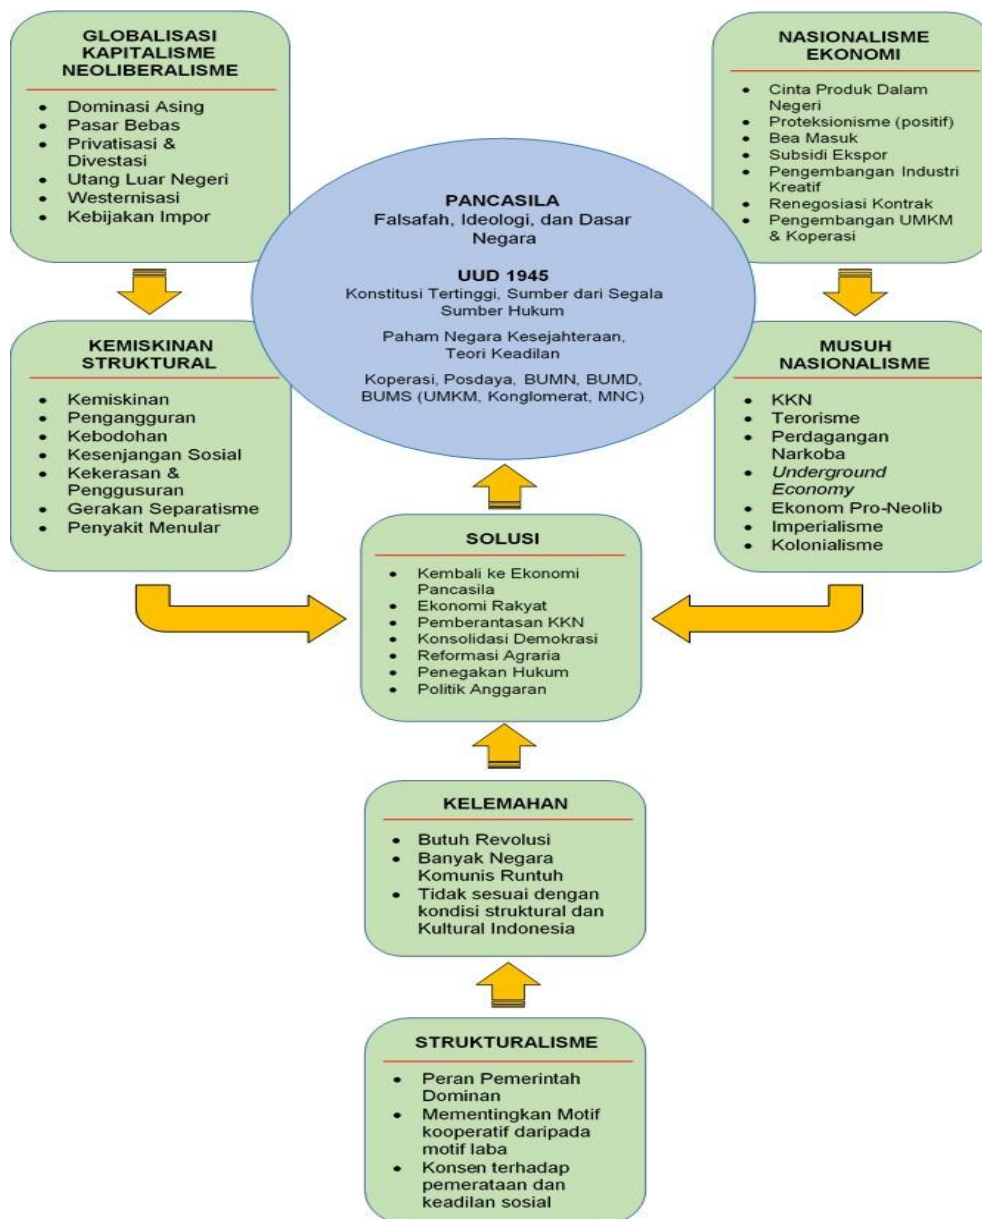 GLOBALISASI
KAPITALISME
NEOLIBERALISME
• Dominasi Asing
• Pasar Bebas
• Privatisasi &
Divestasi
• Utang Luar Negeri
• Westernisasi
• Kebijakan Impor
NASIONALISME
EKONOMI
• Cinta Produk Dalam
Negeri
• Proteksionisme (positif)
• Bea Masuk
• Subsidi Ekspor
• Pengembangan Industri
Kreatif
• Renegosiasi Kontrak
• Pengembangan UMKM
& Koperasi
PANCASILA
Falsafah, Ideologi, dan Dasar
Negara
UUD 1945
Konstitusi Tertinggi, Sumber dari Segala
Sumber Hukum
Paham Negara Kesejahteraan,
Teori Keadilan
Koperasi, Posdaya, BUMN, BUMD,
BUMS (UMKM, Konglomerat, MNC)
KEMISKINAN
STRUKTURAL
• Kemiskinan
• Pengangguran
• Kebodohan
• Kesenjangan Sosial
• Kekerasan &
Penggusuran
• Gerakan Separatisme
• Penyakit Menular
MUSUH
NASIONALISME
• KKN
• Terorisme
• Perdagangan
Narkoba
• Underground
Economy
• Ekonom Pro-Neolib
• Imperialisme
• Kolonialisme
SOLUSI
• Kembali ke Ekonomi
Pancasila
• Ekonomi Rakyat
• Pemberantasan KKN
• Konsolidasi Demokrasi
• Reformasi Agraria
• Penegakan Hukum
• Politik Anggaran
KELEMAHAN
• Butuh Revolusi
• Banyak Negara
Komunis Runtuh
• Tidak sesuai dengan
kondisi struktural dan
Kultural Indonesia
STRUKTURALISME
• Peran Pemerintah
Dominan
• Mementingkan Motif
kooperatif daripada
motif laba
• Konsen terhadap
pemerataan dan
keadilan sosial